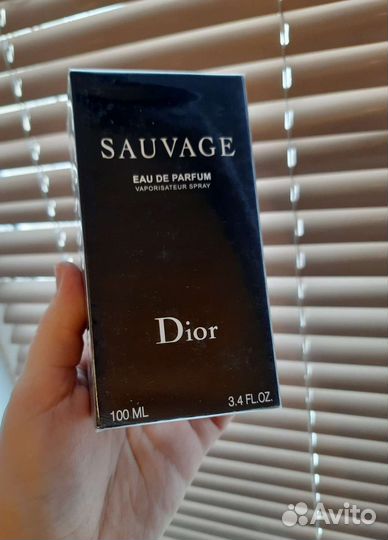 SAUVAGE
EAU DE PARFUM
VAPORISATEUR SPRAY
Dior
100 ML 3.4 FL.OZ.
Avito